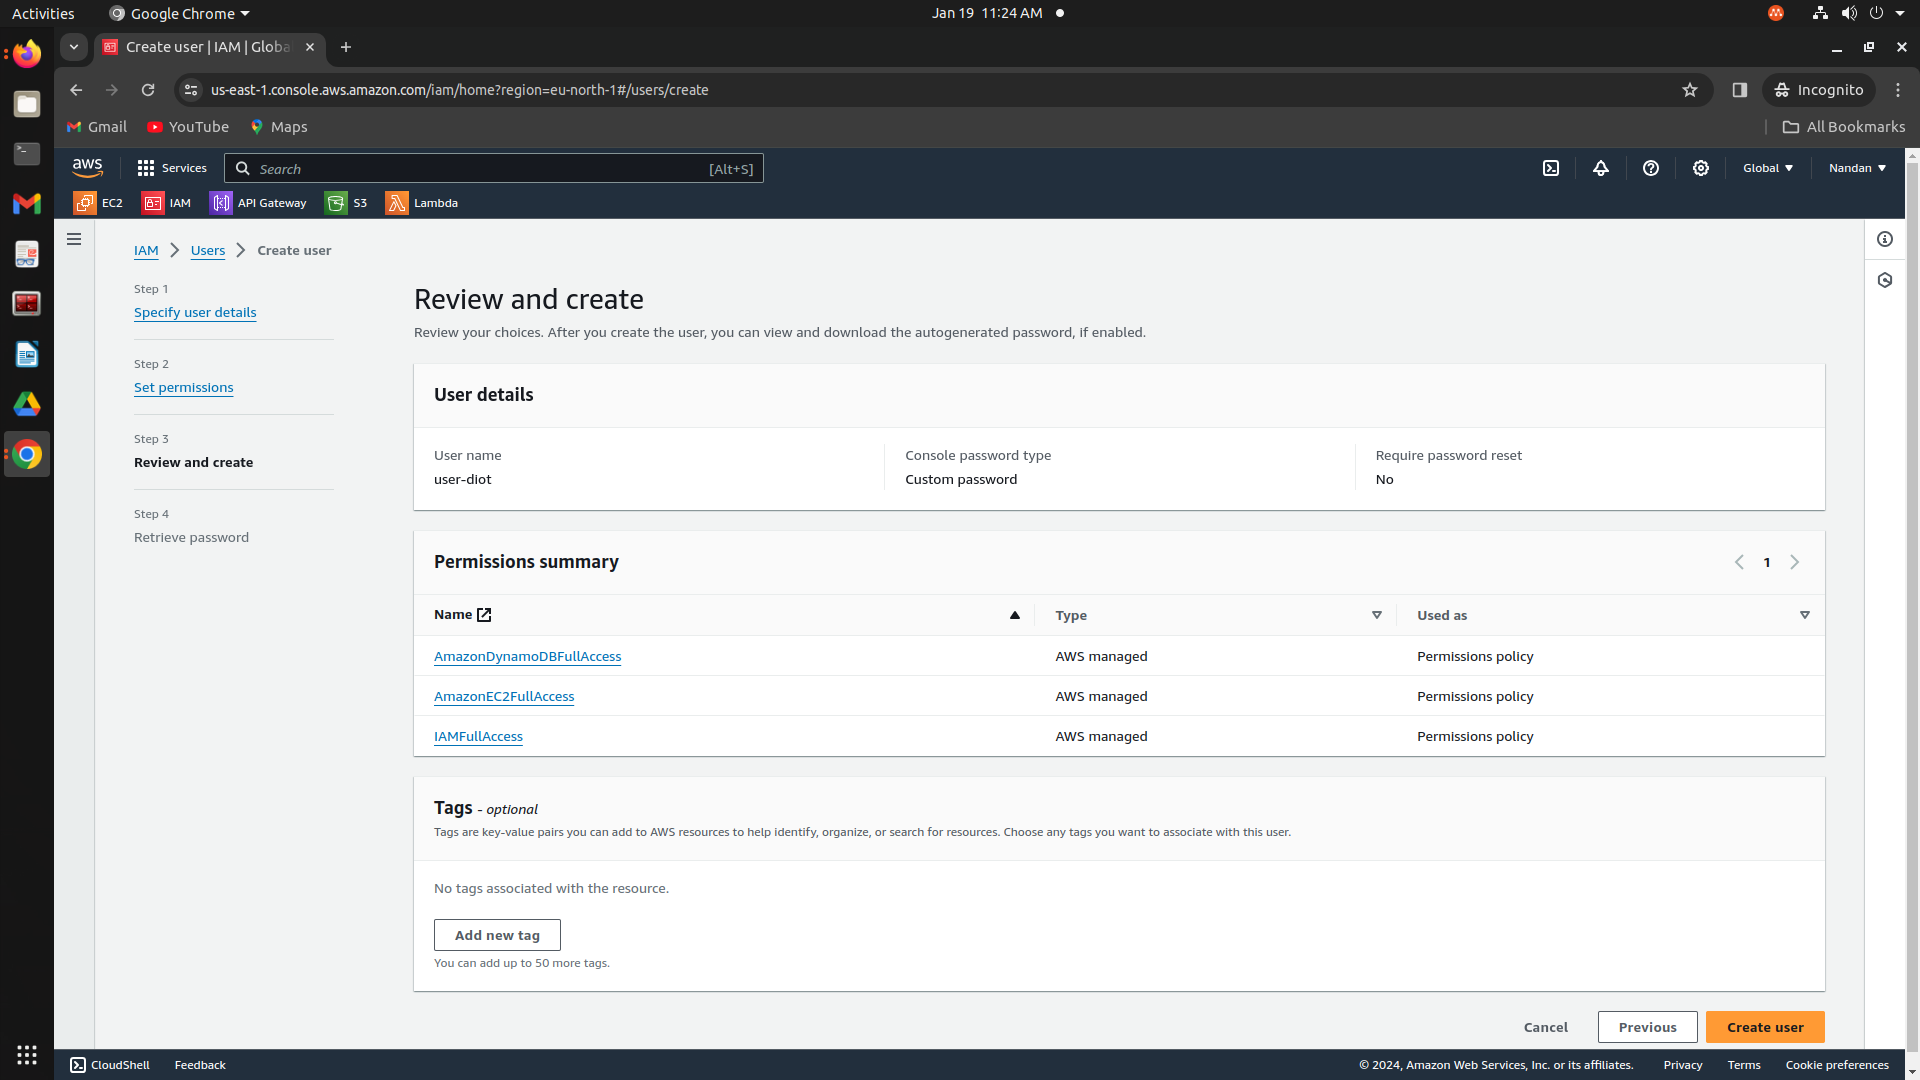 Activities
Google Chrome
Jan 19 11:24 AM
Create user | IAM | Globa
us-east-1.console.aws.amazon.com/iam/home?region=eu-north-1#/users/create
Incognito
Gmail
YouTube
Maps
All Bookmarks
aws
Services
Search
[Alt+S]
Global
Nandan
EC2
IAM
API Gateway
S3
Lambda
IAM
Users
Create user
Step 1
Specify user details
Step 2
Set permissions
Step 3
Review and create
Step 4
Retrieve password
Review and create
Review your choices. After you create the user, you can view and download the autogenerated password, if enabled.
User details
User name
user-diot
Console password type
Custom password
Require password reset
No
Permissions summary
1
Name
Type
Used as
AmazonDynamoDBFullAccess
AWS managed
Permissions policy
AmazonEC2FullAccess
AWS managed
Permissions policy
IAMFullAccess
AWS managed
Permissions policy
Tags - optional
Tags are key-value pairs you can add to AWS resources to help identify, organize, or search for resources. Choose any tags you want to associate with this user.
No tags associated with the resource.
Add new tag
You can add up to 50 more tags.
Cancel
Previous
Create user
CloudShell
Feedback
© 2024, Amazon Web Services, Inc. or its affiliates.
Privacy
Terms
Cookie preferences